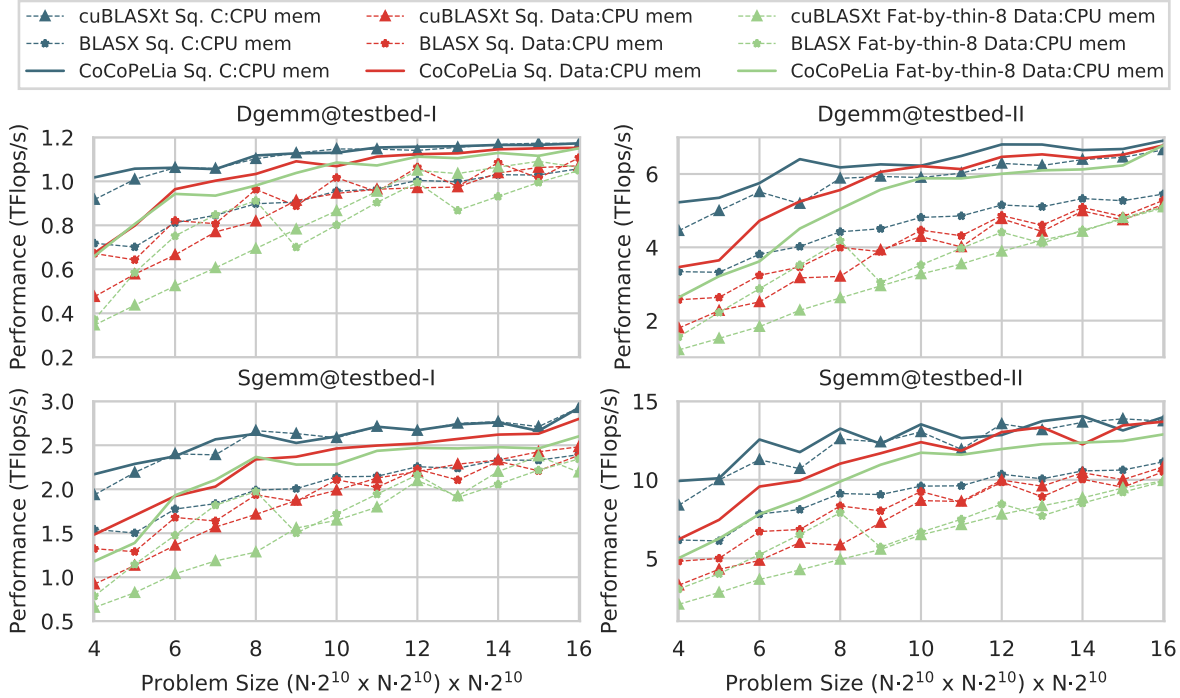 cuBLASXt Sq. C:CPU mem
BLASX Sq. C:CPU mem
CoCoPeLia Sq. C:CPU mem
cuBLASXt Sq. Data:CPU mem
BLASX Sq. Data:CPU mem
CoCoPeLia Sq. Data:CPU mem
cuBLASXt Fat-by-thin-8 Data:CPU mem
BLASX Fat-by-thin-8 Data:CPU mem
CoCoPeLia Fat-by-thin-8 Data:CPU mem
Dgemm@testbed-I
Performance (TFlops/s)
1.2
1.0
0.8
0.6
0.4
0.2
Dgemm@testbed-II
Performance (TFlops/s)
6
4
2
Sgemm@testbed-I
Performance (TFlops/s)
3.0
2.5
2.0
1.5
1.0
0.5
4 6 8 10 12 14 16
Problem Size (N·2¹⁰ x N·2¹⁰) x N·2¹⁰
Sgemm@testbed-II
Performance (TFlops/s)
15
10
5
4 6 8 10 12 14 16
Problem Size (N·2¹⁰ x N·2¹⁰) x N·2¹⁰